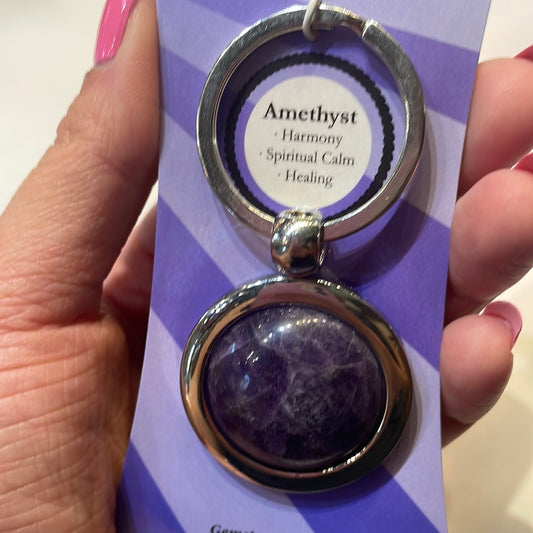 Amethyst
· Harmony
· Spiritual Calm
· Healing